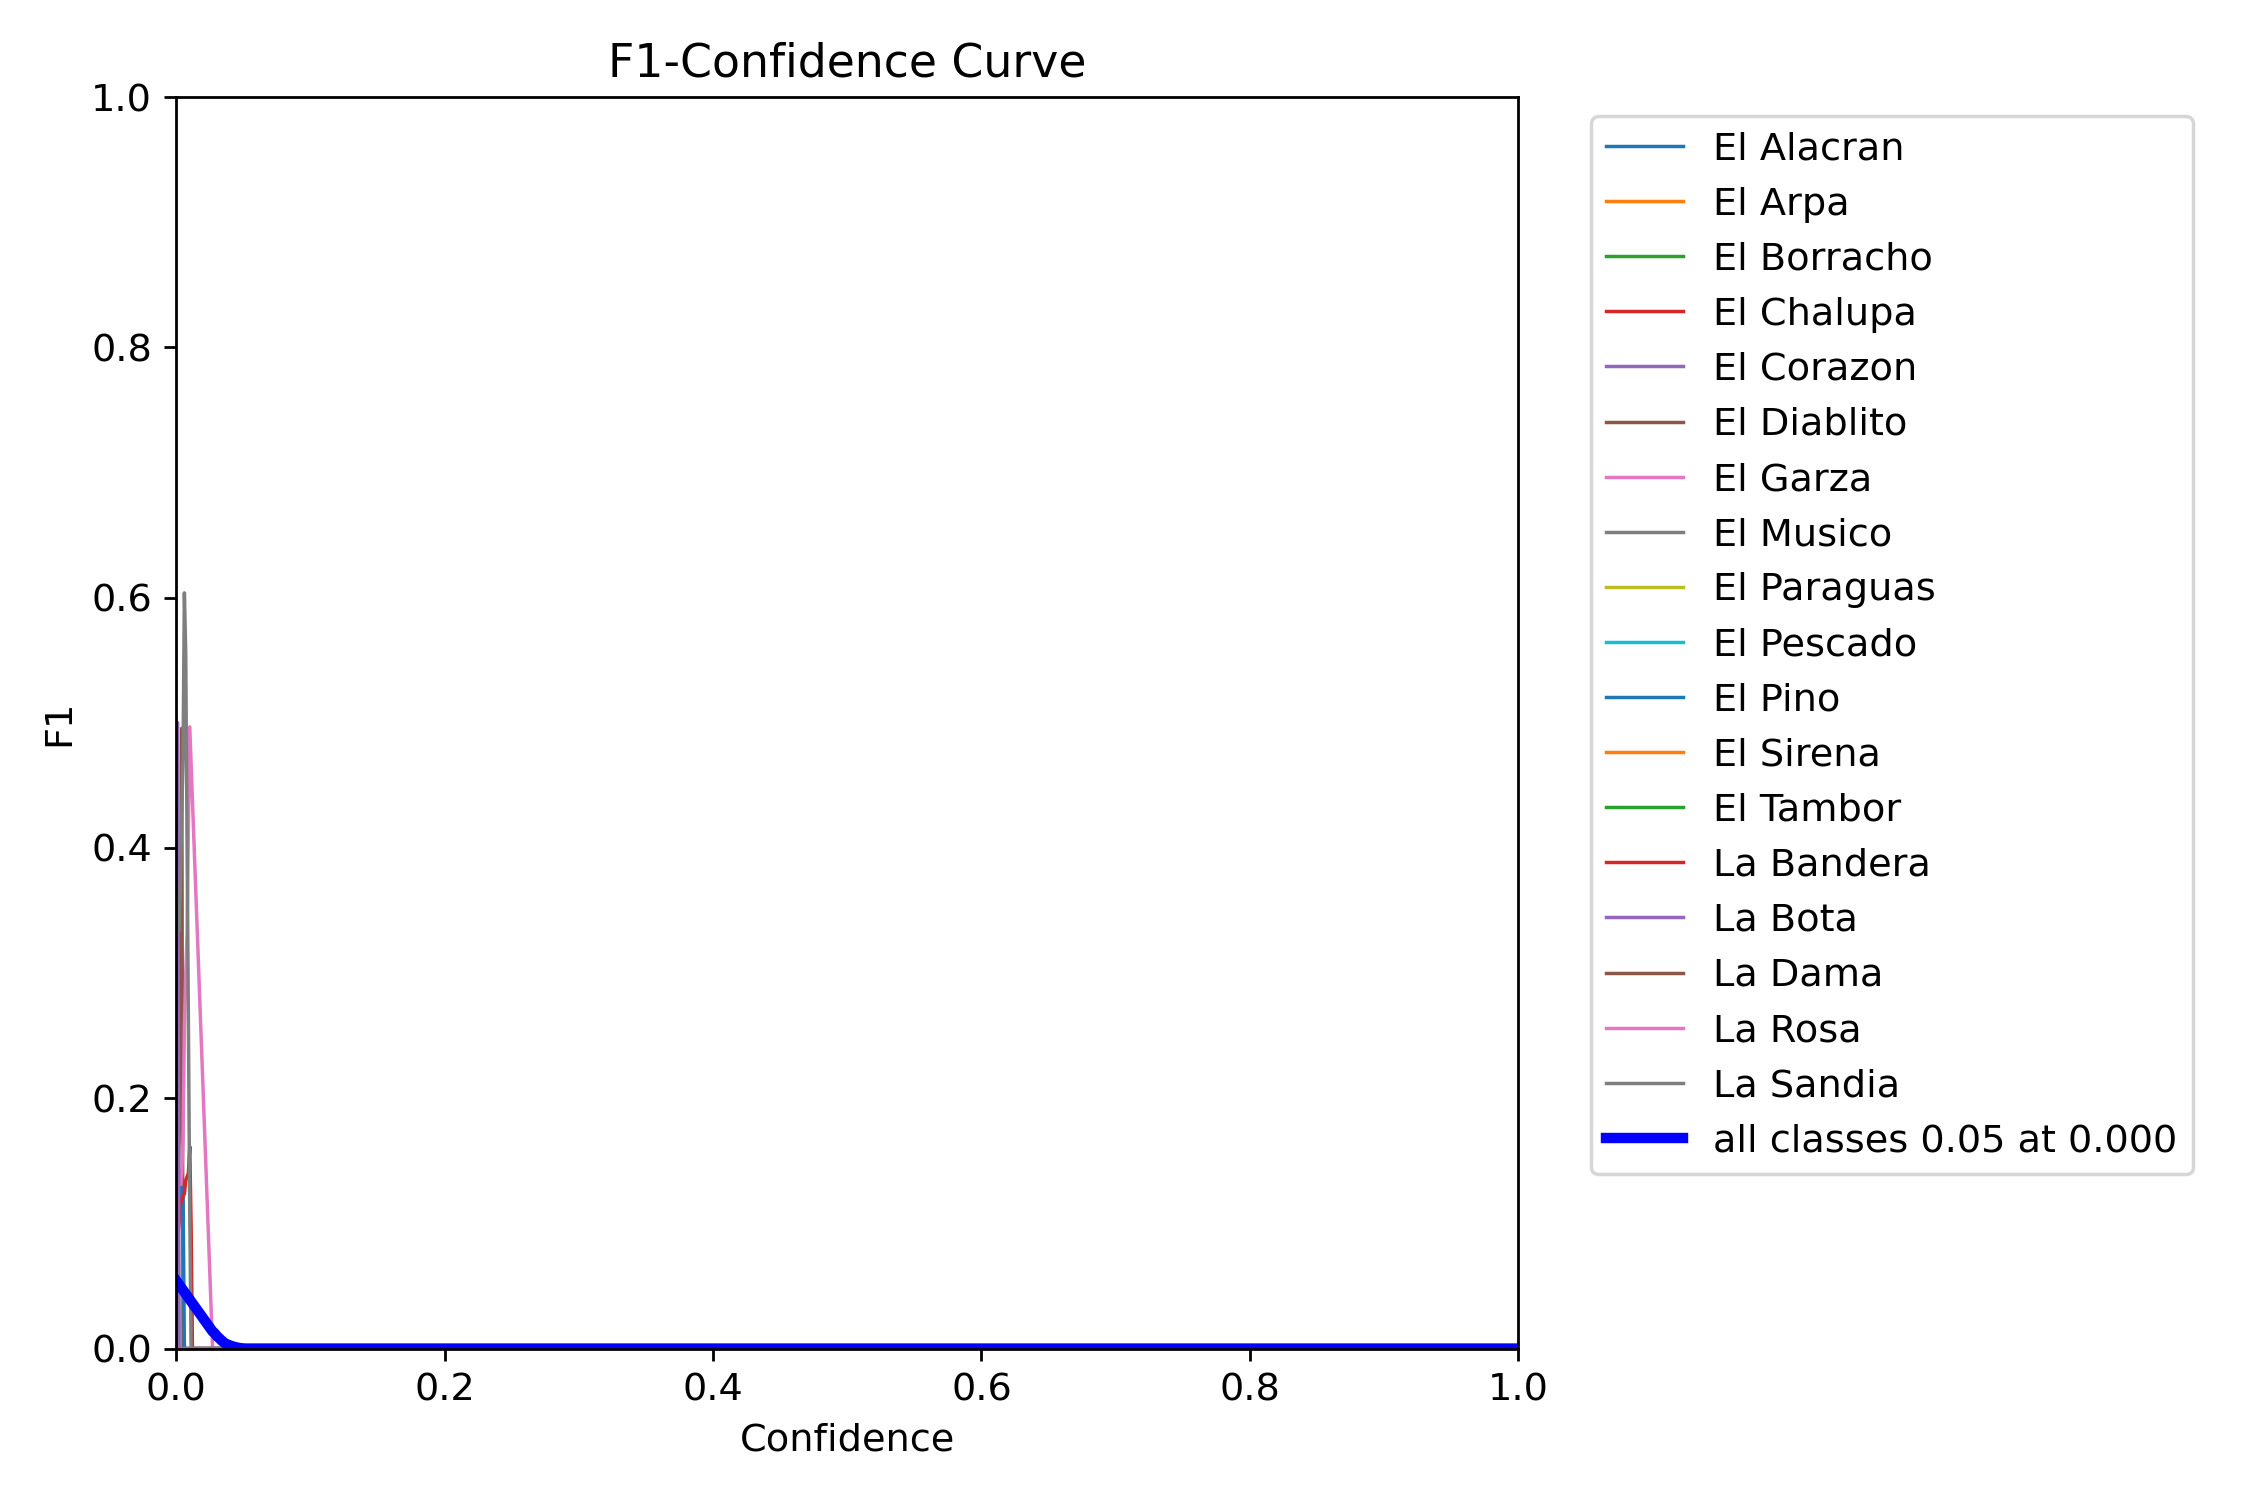 F1-Confidence Curve
1.0
0.8
0.6
0.4
0.2
0.0
F1
0.0 0.2 0.4 0.6 0.8 1.0
Confidence
El Alacran
El Arpa
El Borracho
El Chalupa
El Corazon
El Diablito
El Garza
El Musico
El Paraguas
El Pescado
El Pino
El Sirena
El Tambor
La Bandera
La Bota
La Dama
La Rosa
La Sandia
all classes 0.05 at 0.000